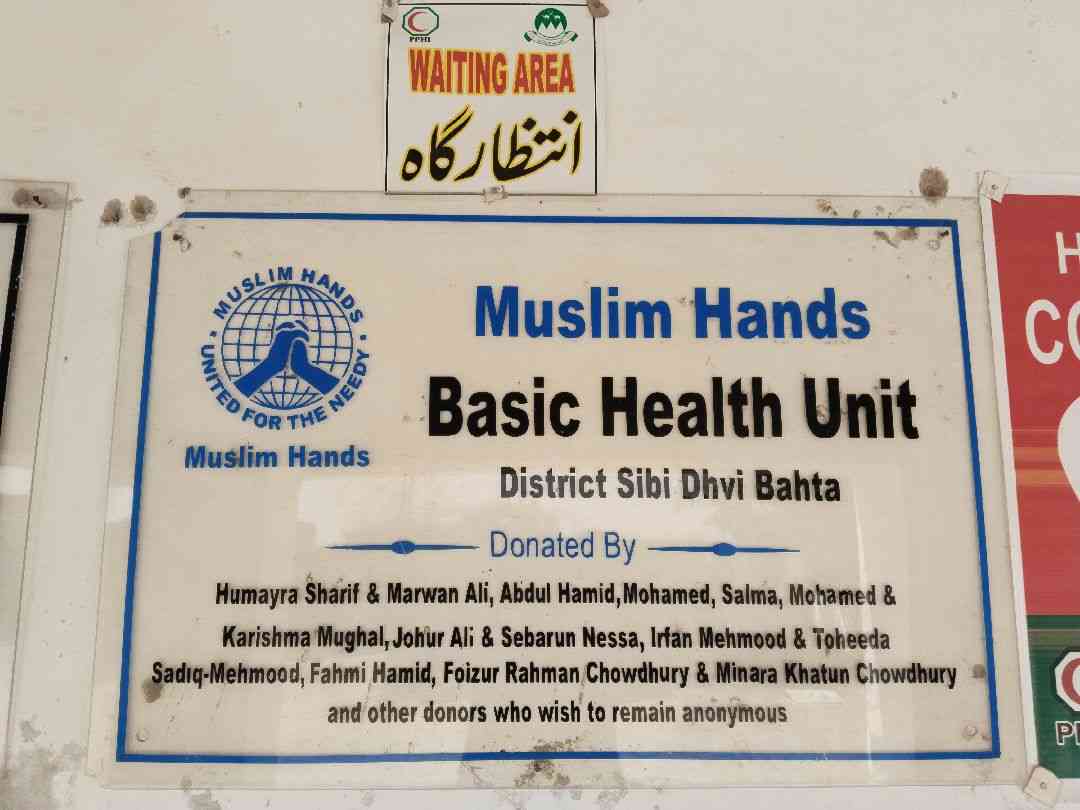 PPHI
WAITING AREA
انتظار گاہ
MUSLIM HANDS
UNITED FOR THE NEEDY
Muslim Hands
Muslim Hands
Basic Health Unit
District Sibi Dhvi Bahta
Donated By
Humayra Sharif & Marwan Ali, Abdul Hamid,Mohamed, Salma, Mohamed &
Karishma Mughal, Johur Ali & Sebarun Nessa, Irfan Mehmood & Toheeda
Sadiq-Mehmood, Fahmi Hamid, Foizur Rahman Chowdhury & Minara Khatun Chowdhury
and other donors who wish to remain anonymous